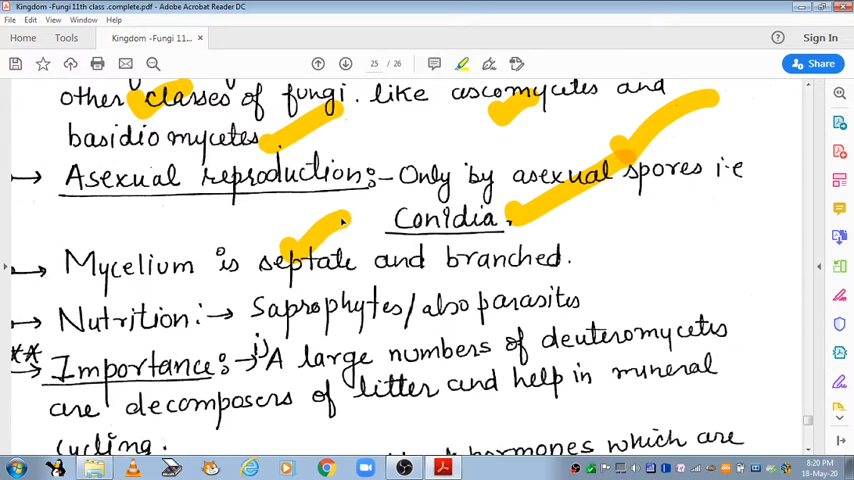 Kingdom -Fungi 11th class .complete.pdf - Adobe Acrobat Reader DC
File Edit View Window Help
Home Tools Kingdom -Fungi 11... × Sign In
25 / 26 Share
other classes of fungi. like ascomycetes and
basidiomycetes
→ Asexual reproduction:- Only by asexual spores i.e
Conidia.
→ Mycelium is septate and branched.
→ Nutrition:→ Saprophytes/also parasites
** → Importance:→ i) A large numbers of deuteromycetes
are decomposers of litter and help in mineral
cycling.
hormones which are
8:20 PM
18-May-20